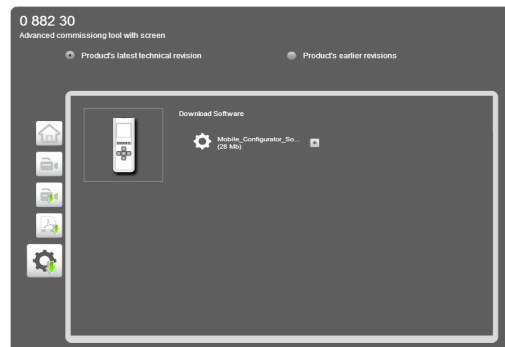 0 882 30
Advanced commissiong tool with screen
Product's latest technical revision
Product's earlier revisions
Download Software
Mobile_Configurator_So...
(28 Mb)